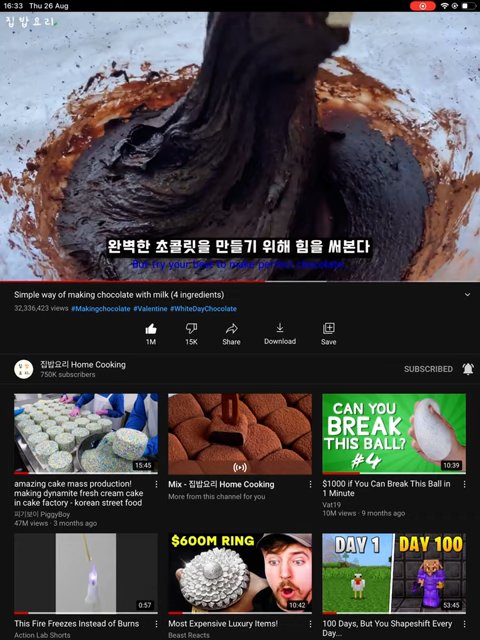 16:33 Thu 26 Aug
집밥요리
완벽한 초콜릿을 만들기 위해 힘을 써본다
But try your best to make perfect chocolate!
Simple way of making chocolate with milk (4 ingredients)
32,336,423 views #Makingchocolate #Valentine #WhiteDayChocolate
1M
15K
Share
Download
Save
집밥요리 Home Cooking
750K subscribers
SUBSCRIBED
15:45
amazing cake mass production!
making dynamite fresh cream cake
in cake factory - korean street food
피기보이 PiggyBoy
47M views · 3 months ago
Mix - 집밥요리 Home Cooking
More from this channel for you
CAN YOU
BREAK
THIS BALL?
#4
10:39
$1000 if You Can Break This Ball in
1 Minute
Vat19
10M views · 9 months ago
0:57
This Fire Freezes Instead of Burns
Action Lab Shorts
$600M RING
10:42
Most Expensive Luxury Items!
Beast Reacts
DAY 1
DAY 100
53:45
100 Days, But You Shapeshift Every
Day...